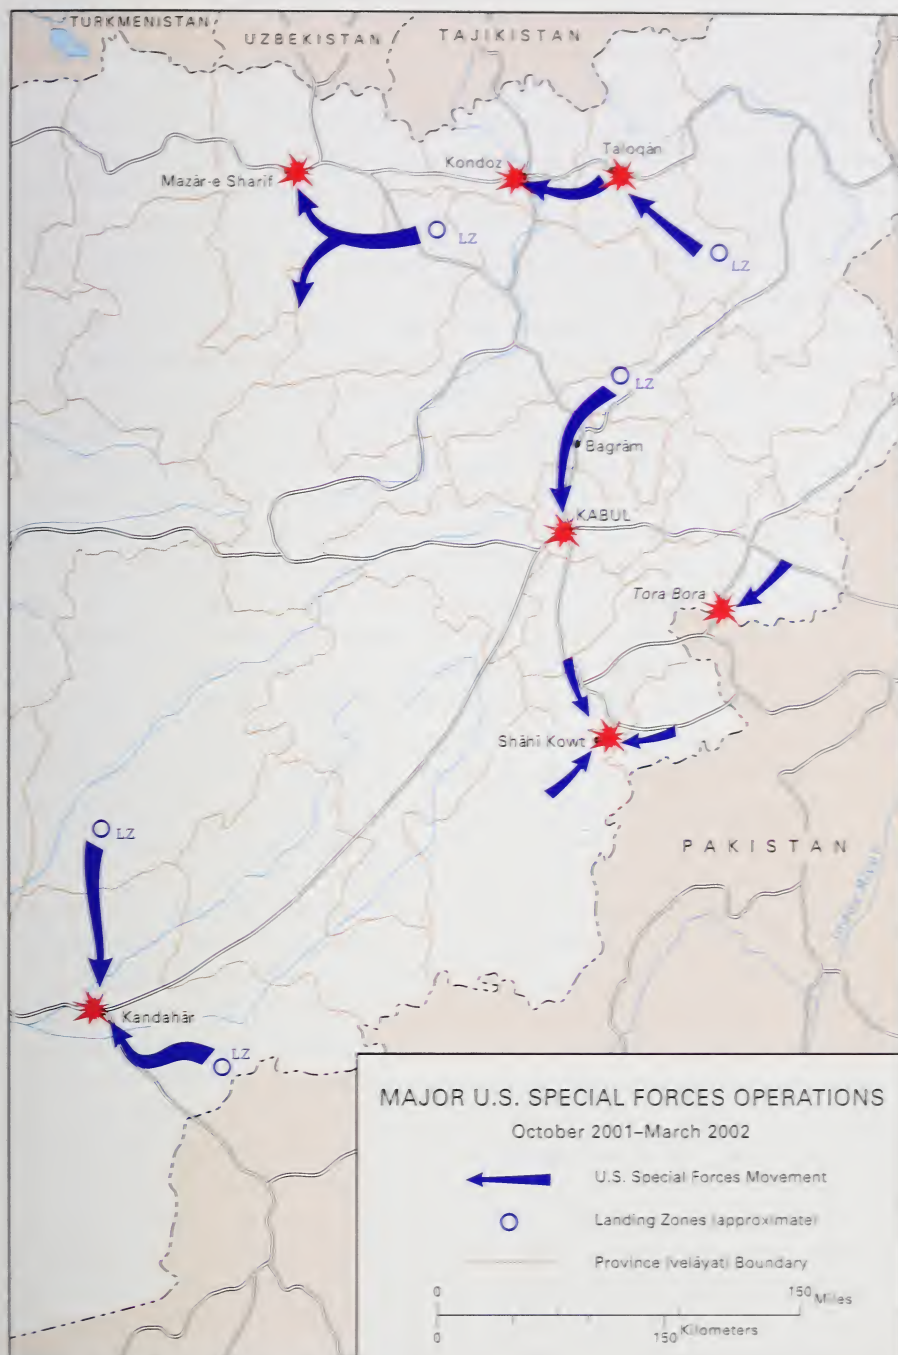 TURKMENISTAN
UZBEKISTAN
TAJIKISTAN
Mazār-e Sharīf
Kondoz
Taloqān
LZ
LZ
LZ
Bagrām
KABUL
Tora Bora
Shāhī Kowt
PAKISTAN
LZ
Kandahār
LZ
MAJOR U.S. SPECIAL FORCES OPERATIONS
October 2001–March 2002
U.S. Special Forces Movement
Landing Zones (approximate)
Province (velāyat) Boundary
0 150 Miles
0 150 Kilometers